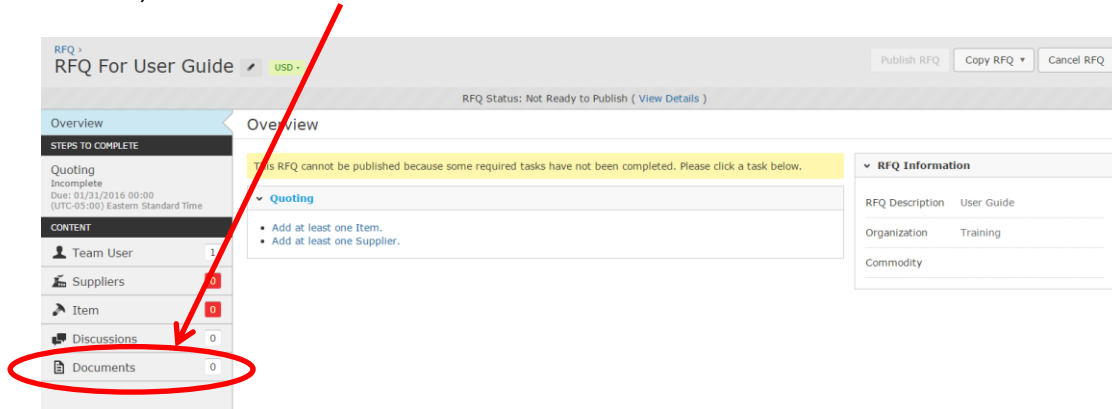 RFQ ›
RFQ For User Guide USD
Publish RFQ Copy RFQ Cancel RFQ
RFQ Status: Not Ready to Publish ( View Details )
Overview
STEPS TO COMPLETE
Quoting
Incomplete
Due: 01/31/2016 00:00
(UTC-05:00) Eastern Standard Time
CONTENT
Team User 1
Suppliers 0
Item 0
Discussions 0
Documents 0
Overview
This RFQ cannot be published because some required tasks have not been completed. Please click a task below.
Quoting
• Add at least one Item.
• Add at least one Supplier.
RFQ Information
RFQ Description User Guide
Organization Training
Commodity